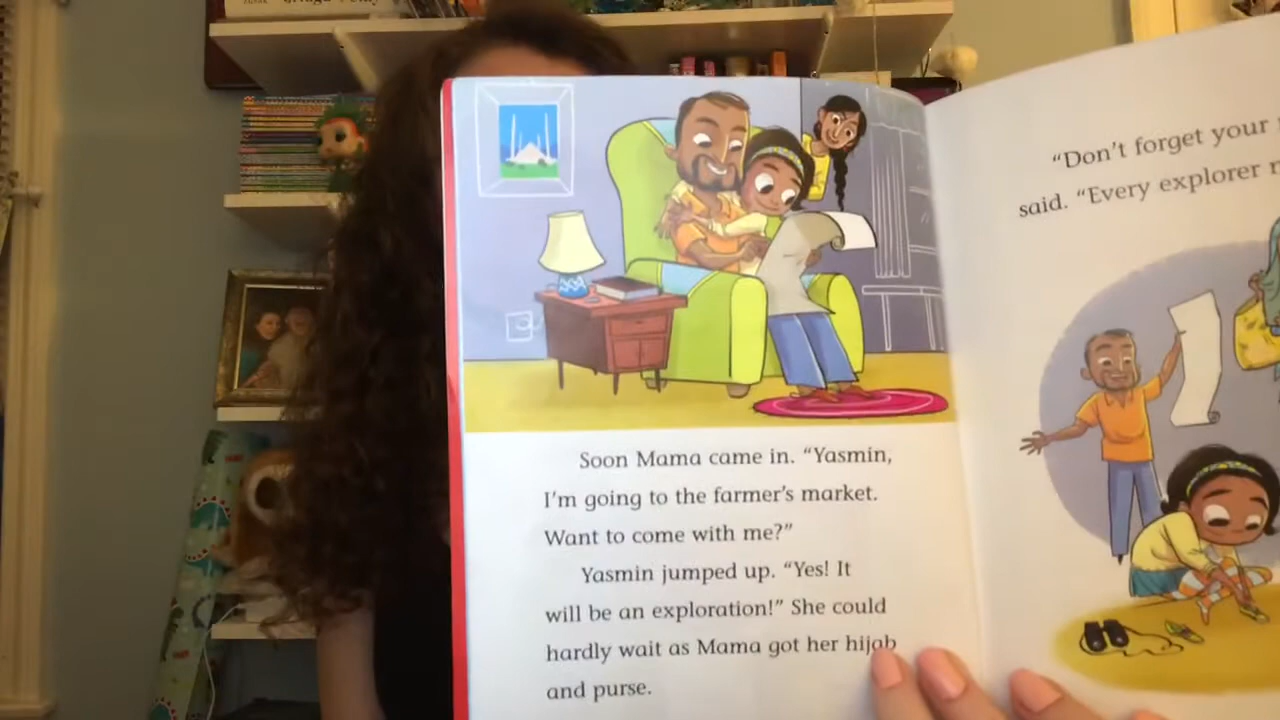 Soon Mama came in. “Yasmin,
I’m going to the farmer’s market.
Want to come with me?”
Yasmin jumped up. “Yes! It
will be an exploration!” She could
hardly wait as Mama got her hijab
and purse.
“Don’t forget your
said. “Every explorer